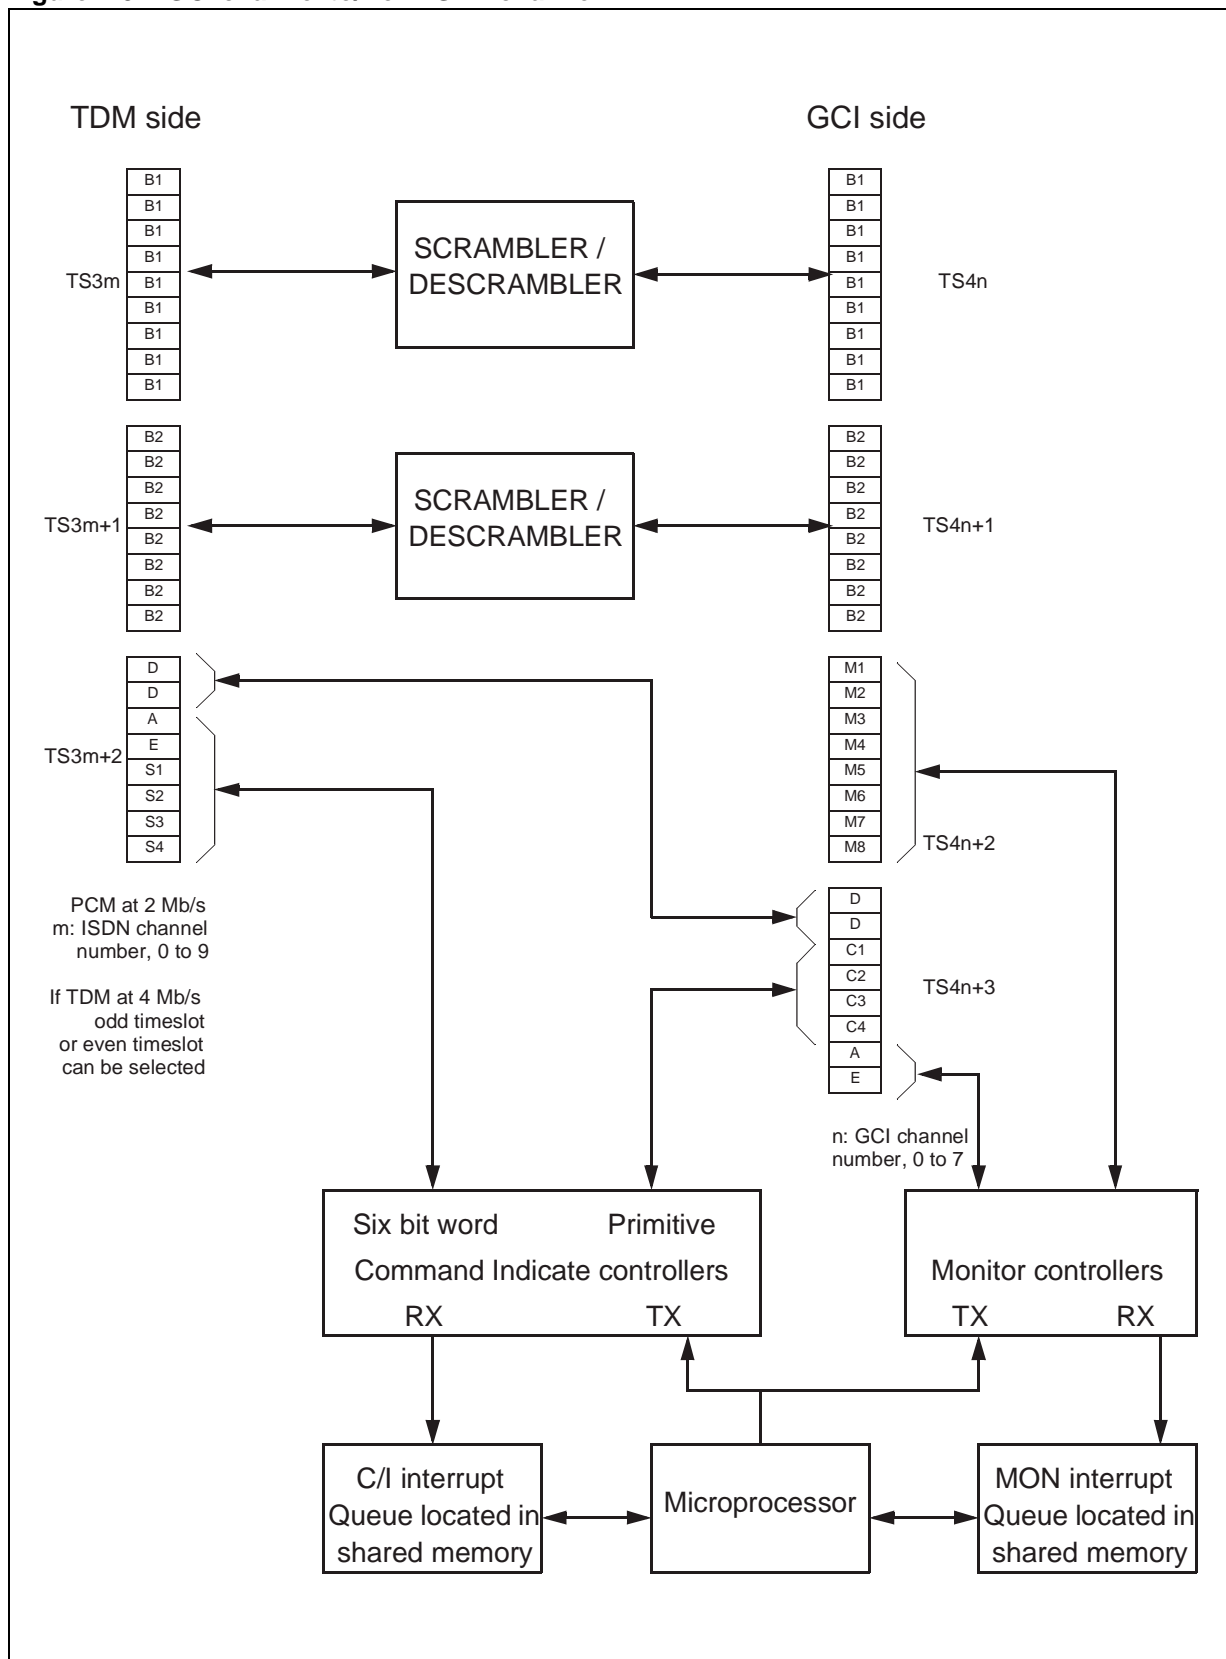 TDM side
GCI side
B1
B1
B1
B1
B1
B1
B1
B1
B1
TS3m
SCRAMBLER /
DESCRAMBLER
B1
B1
B1
B1
B1
B1
B1
B1
B1
TS4n
B2
B2
B2
B2
B2
B2
B2
B2
TS3m+1
SCRAMBLER /
DESCRAMBLER
B2
B2
B2
B2
B2
B2
B2
B2
TS4n+1
D
D
A
E
S1
S2
S3
S4
TS3m+2
M1
M2
M3
M4
M5
M6
M7
M8
TS4n+2
PCM at 2 Mb/s
m: ISDN channel
number, 0 to 9
If TDM at 4 Mb/s
odd timeslot
or even timeslot
can be selected
D
D
C1
C2
C3
C4
A
E
TS4n+3
n: GCI channel
number, 0 to 7
Six bit word
Primitive
Command Indicate controllers
RX
TX
Monitor controllers
TX
RX
C/I interrupt
Queue located in
shared memory
Microprocessor
MON interrupt
Queue located in
shared memory